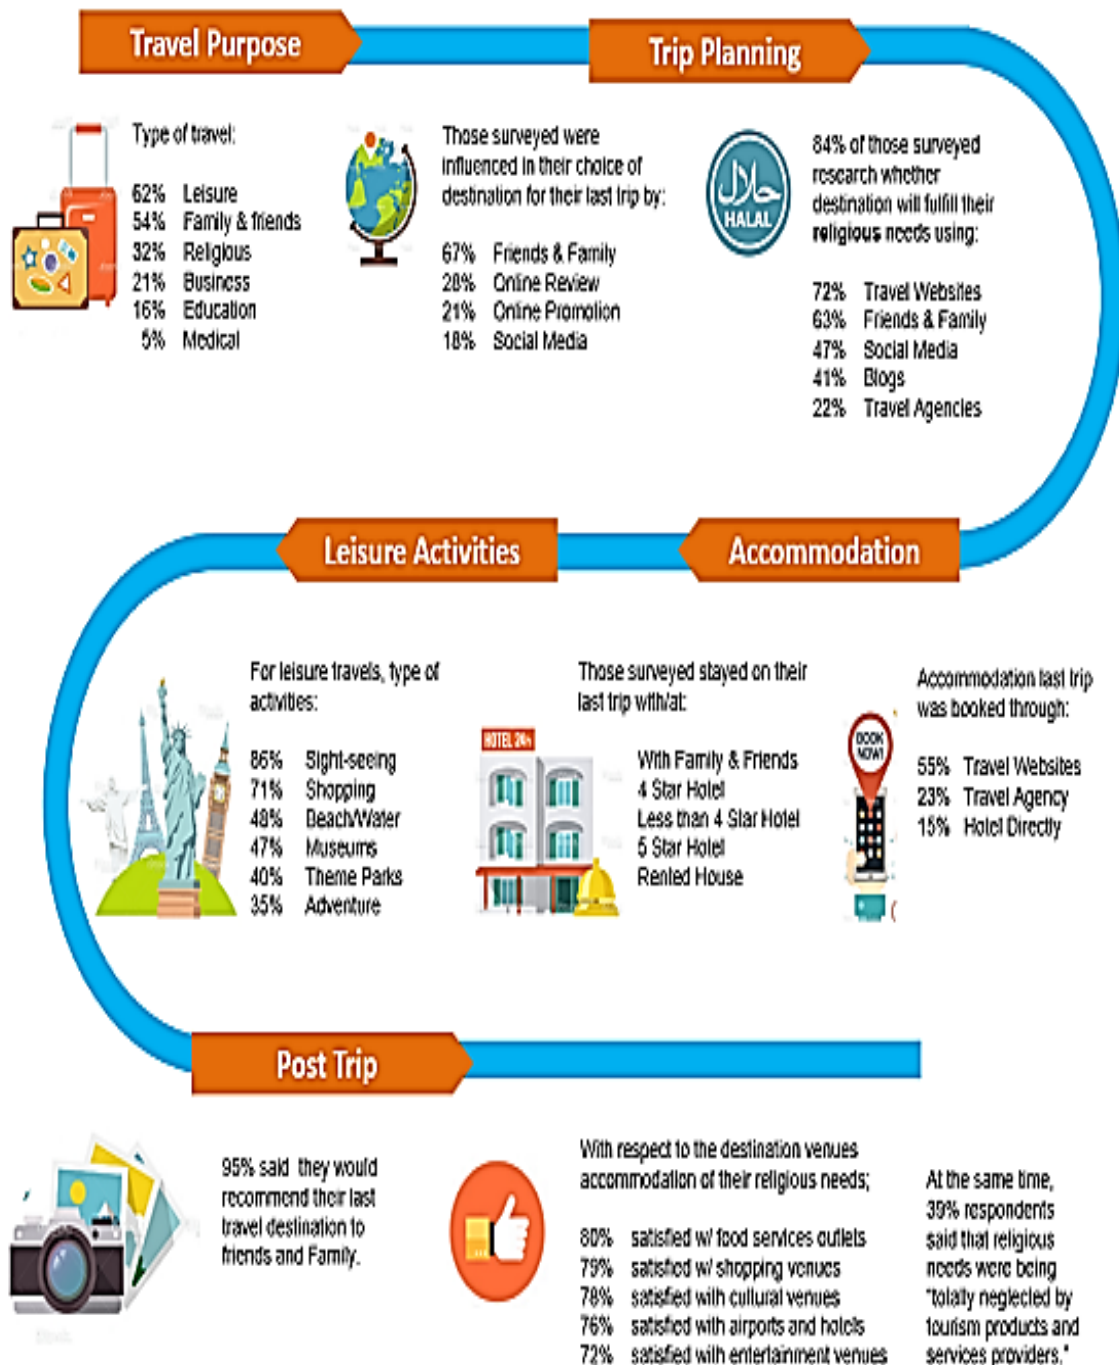 Travel Purpose
Trip Planning
Type of travel:
62% Leisure
54% Family & friends
32% Religious
21% Business
16% Education
5% Medical
Those surveyed were
influenced in their choice of
destination for their last trip by:
67% Friends & Family
28% Online Review
21% Online Promotion
18% Social Media
حلال
HALAL
84% of those surveyed
research whether
destination will fulfill their
religious needs using:
72% Travel Websites
63% Friends & Family
47% Social Media
41% Blogs
22% Travel Agencies
Leisure Activities
Accommodation
For leisure travels, type of
activities:
86% Sight-seeing
71% Shopping
48% Beach/Water
47% Museums
40% Theme Parks
35% Adventure
HOTEL 24h
Those surveyed stayed on their
last trip with/at:
With Family & Friends
4 Star Hotel
Less than 4 Star Hotel
5 Star Hotel
Rented House
BOOK
NOW!
Accommodation last trip
was booked through:
55% Travel Websites
23% Travel Agency
15% Hotel Directly
Post Trip
95% said they would
recommend their last
travel destination to
friends and Family.
With respect to the destination venues
accommodation of their religious needs;
80% satisfied w/ food services outlets
79% satisfied w/ shopping venues
78% satisfied with cultural venues
76% satisfied with airports and hotels
72% satisfied with entertainment venues
At the same time,
39% respondents
said that religious
needs were being
"totally neglected by
tourism products and
services providers."